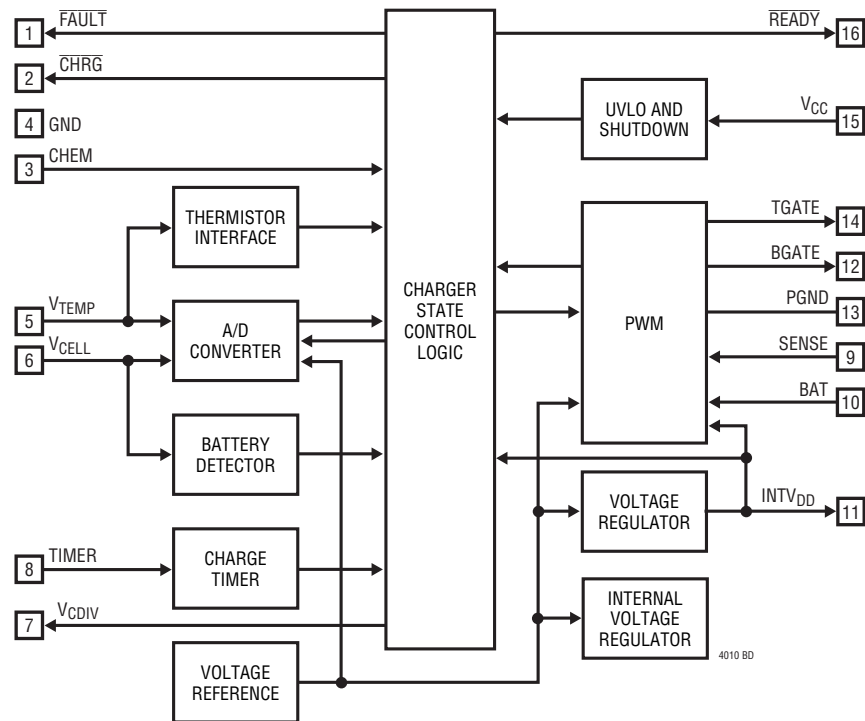 FAULT
1
READY
16
CHRG
2
UVLO AND
SHUTDOWN
VCC
15
4
GND
CHEM
3
THERMISTOR
INTERFACE
TGATE
14
BGATE
12
PGND
13
CHARGER
STATE
CONTROL
LOGIC
PWM
VTEMP
5
A/D
CONVERTER
VCELL
6
SENSE
9
BAT
10
BATTERY
DETECTOR
VOLTAGE
REGULATOR
INTVDD
11
TIMER
8
CHARGE
TIMER
VCDIV
7
INTERNAL
VOLTAGE
REGULATOR
4010 BD
VOLTAGE
REFERENCE